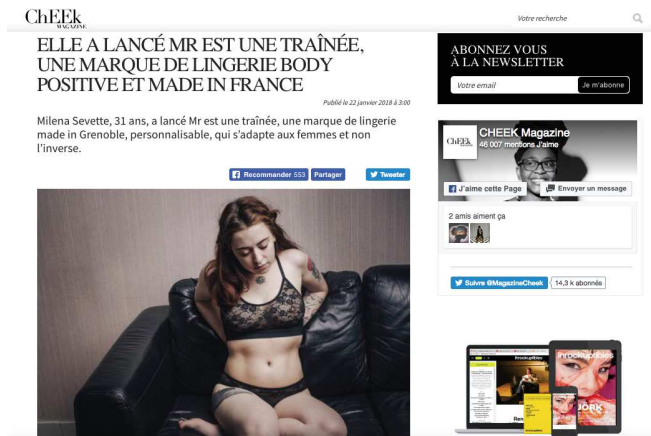 ChEEk
MAGAZINE
Votre recherche
ELLE A LANCÉ MR EST UNE TRAÎNÉE,
UNE MARQUE DE LINGERIE BODY
POSITIVE ET MADE IN FRANCE
Publié le 22 janvier 2018 à 3:00
Milena Sevette, 31 ans, a lancé Mr est une traînée, une marque de lingerie
made in Grenoble, personnalisable, qui s'adapte aux femmes et non
l'inverse.
Recommander 553 Partager Tweeter
ABONNEZ VOUS
À LA NEWSLETTER
Votre email Je m'abonne
ChEEk
CHEEK Magazine
46 007 mentions J'aime
J'aime cette Page Envoyer un message
2 amis aiment ça
Suivre @MagazineCheek 14,3 k abonnés
inrockuptibles
BJÖRK